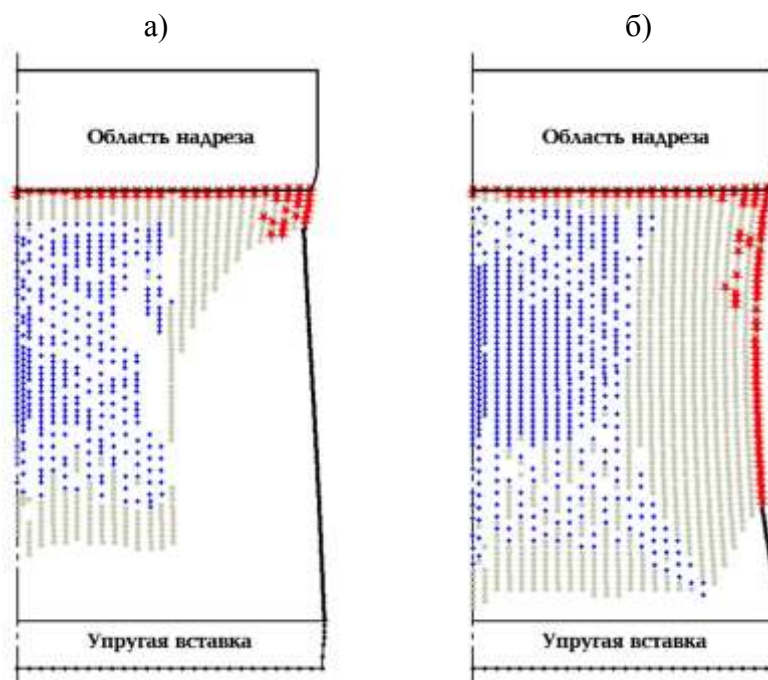 а) б)
Область надреза Область надреза
Упругая вставка Упругая вставка